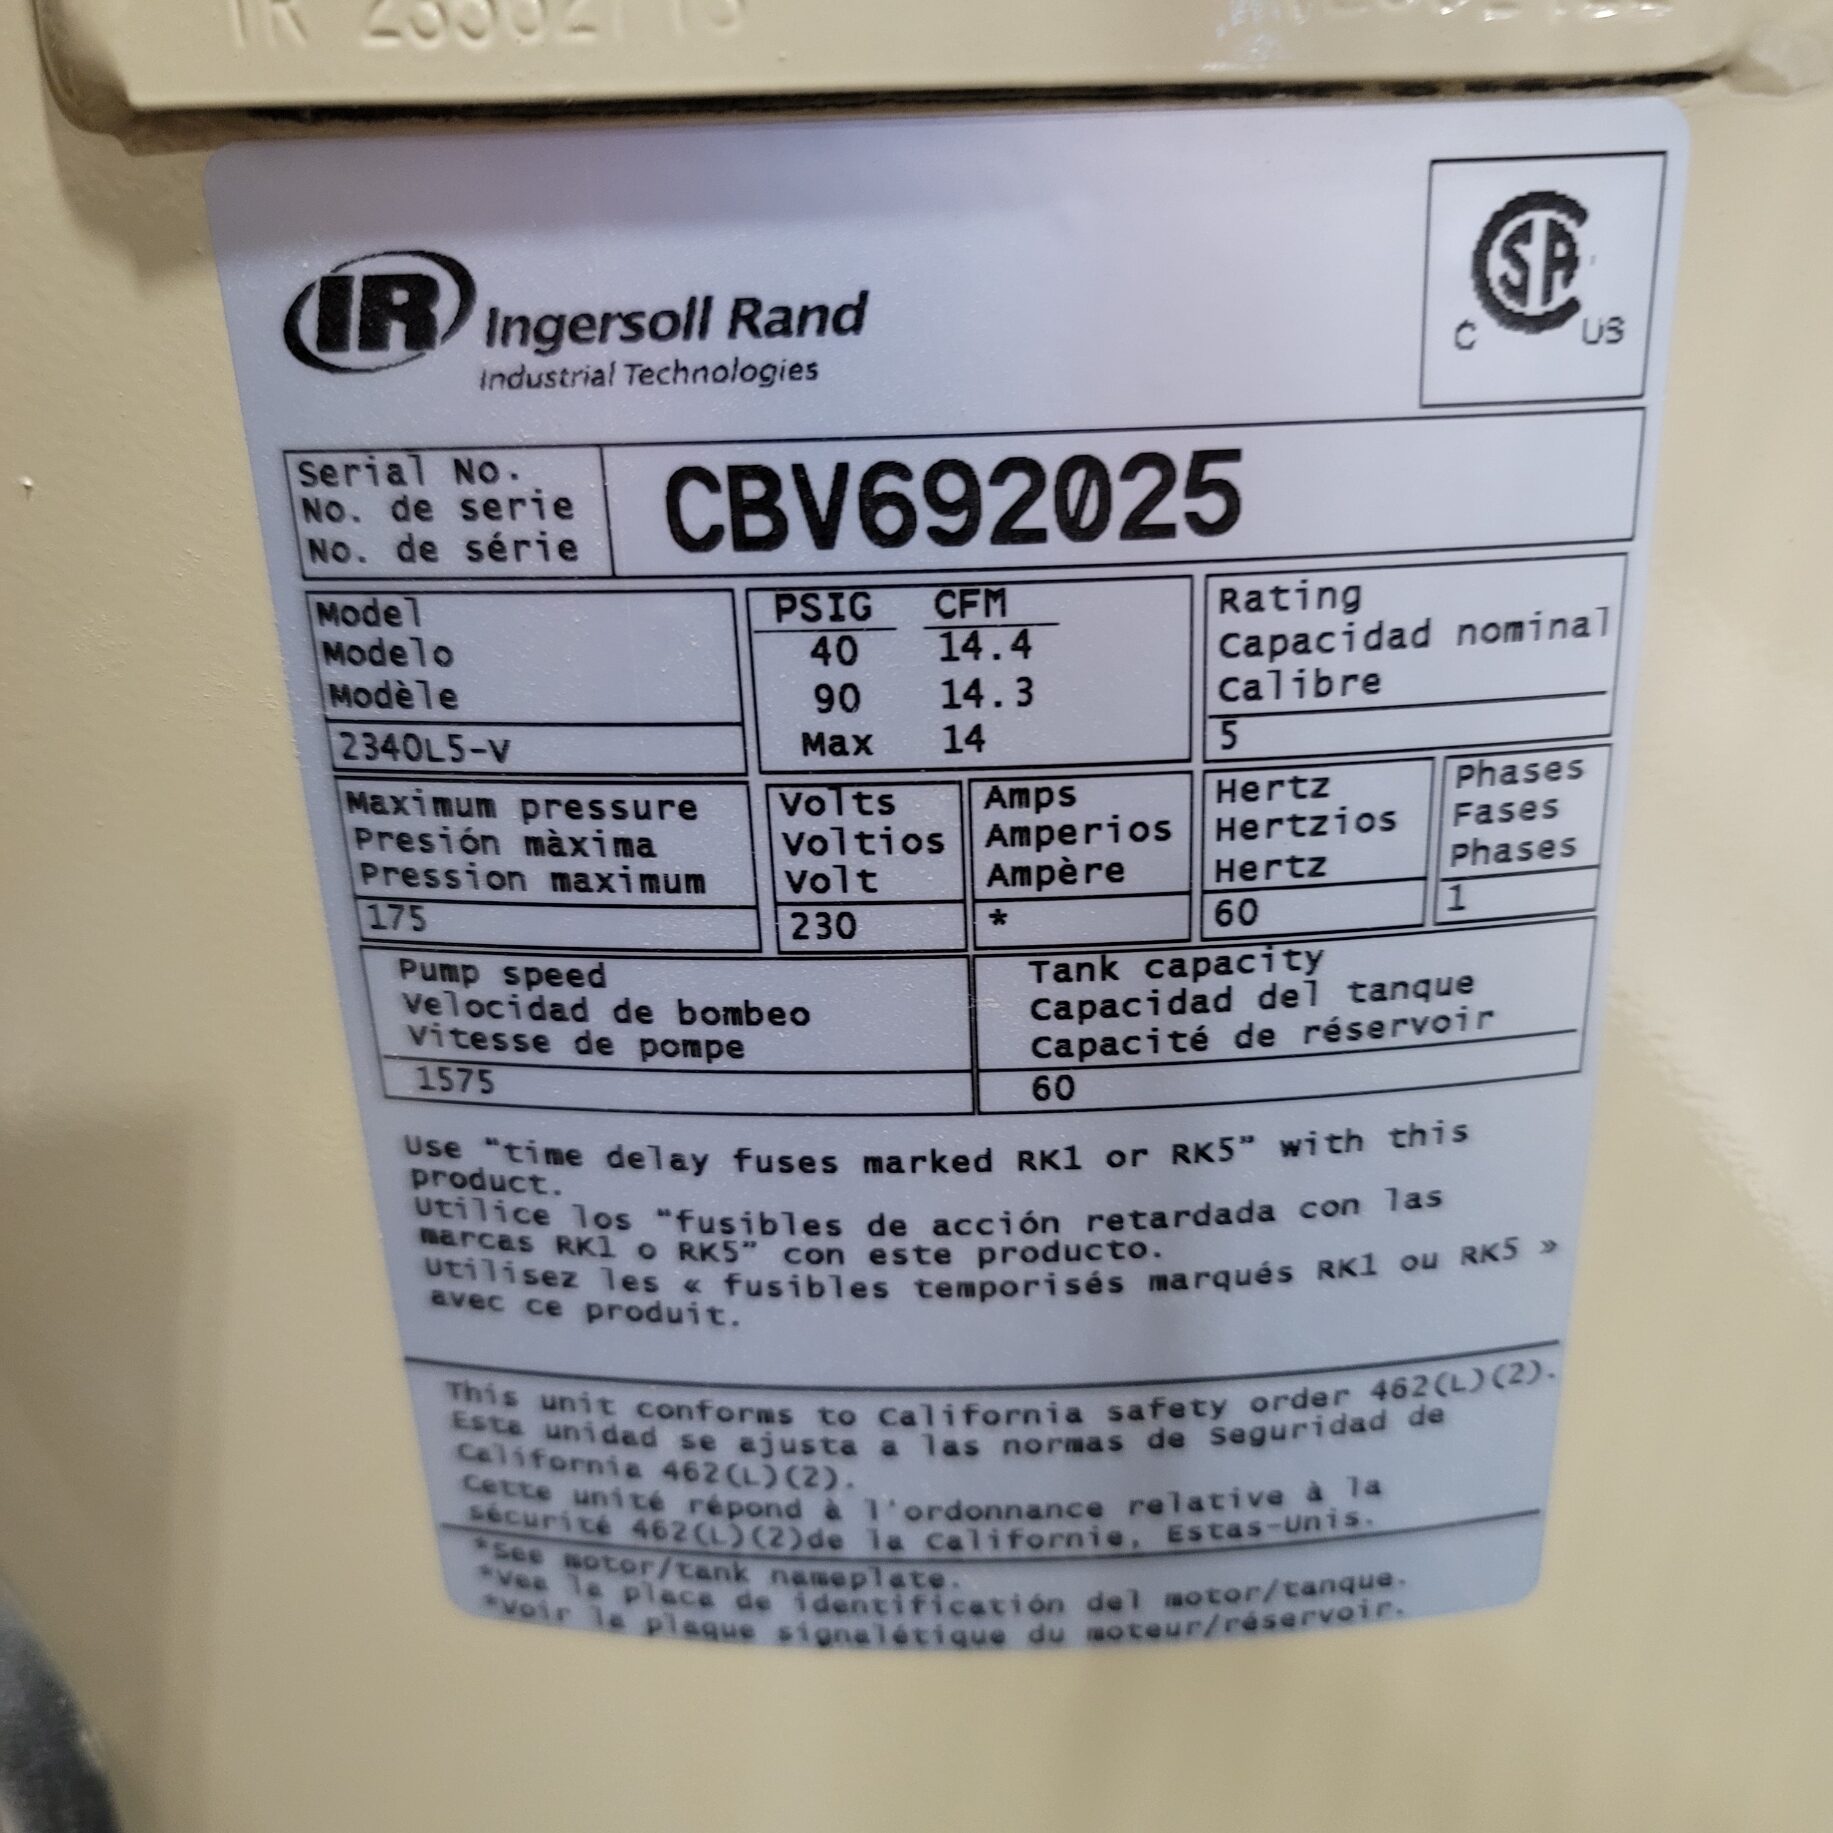 IR
IR Ingersoll Rand
Industrial Technologies
CSA
C US
Serial No.
No. de serie
No. de série
CBV692025
Model
Modelo
Modèle
2340L5-V
PSIG CFM
40 14.4
90 14.3
Max 14
Rating
Capacidad nominal
Calibre
5
Maximum pressure
Presión màxima
Pression maximum
175
Volts
Voltios
Volt
230
Amps
Amperios
Ampère
*
Hertz
Hertzios
Hertz
60
Phases
Fases
Phases
1
Pump speed
Velocidad de bombeo
Vitesse de pompe
1575
Tank capacity
Capacidad del tanque
Capacité de réservoir
60
Use "time delay fuses marked RK1 or RK5" with this
product.
Utilice los "fusibles de acción retardada con las
marcas RK1 o RK5" con este producto.
Utilisez les « fusibles temporisés marqués RK1 ou RK5 »
avec ce produit.
This unit conforms to California safety order 462(L)(2).
Esta unidad se ajusta a las normas de Seguridad de
California 462(L)(2).
Cette unité répond à l'ordonnance relative à la
sécurité 462(L)(2)de la Californie, Estas-Unis.
*See motor/tank nameplate.
*Vea la placa de identificación del motor/tanque.
*Voir la plaque signalétique du moteur/réservoir.